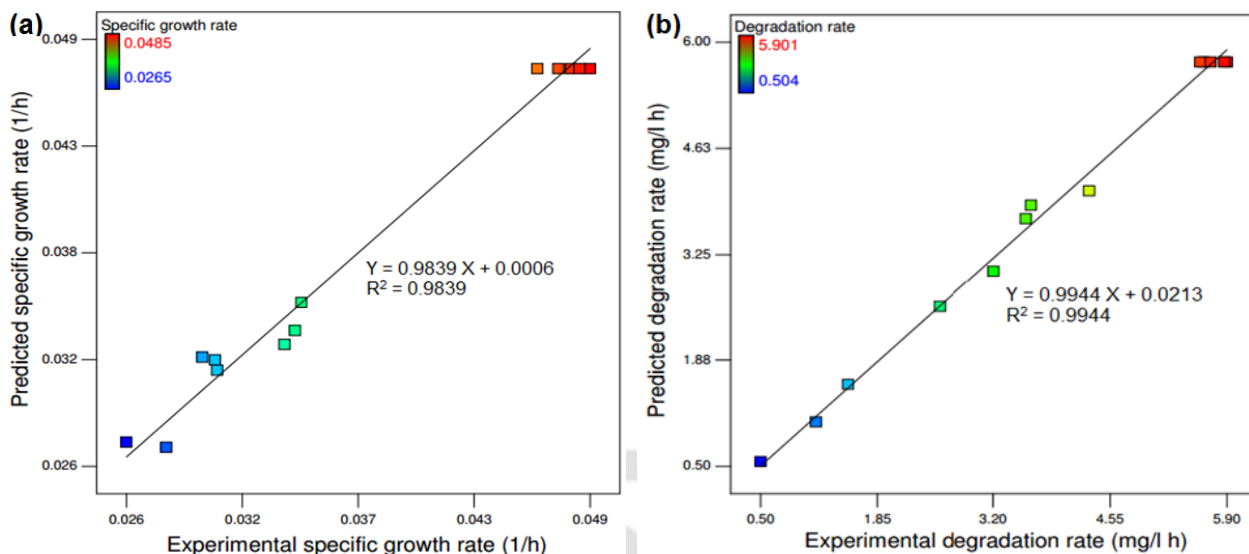 (a)
Specific growth rate
0.0485
0.0265
Predicted specific growth rate (1/h)
0.049
0.043
0.038
0.032
0.026
Y = 0.9839 X + 0.0006
R² = 0.9839
0.026 0.032 0.037 0.043 0.049
Experimental specific growth rate (1/h)
(b)
Degradation rate
5.901
0.504
Predicted degradation rate (mg/l h)
6.00
4.63
3.25
1.88
0.50
Y = 0.9944 X + 0.0213
R² = 0.9944
0.50 1.85 3.20 4.55 5.90
Experimental degradation rate (mg/l h)